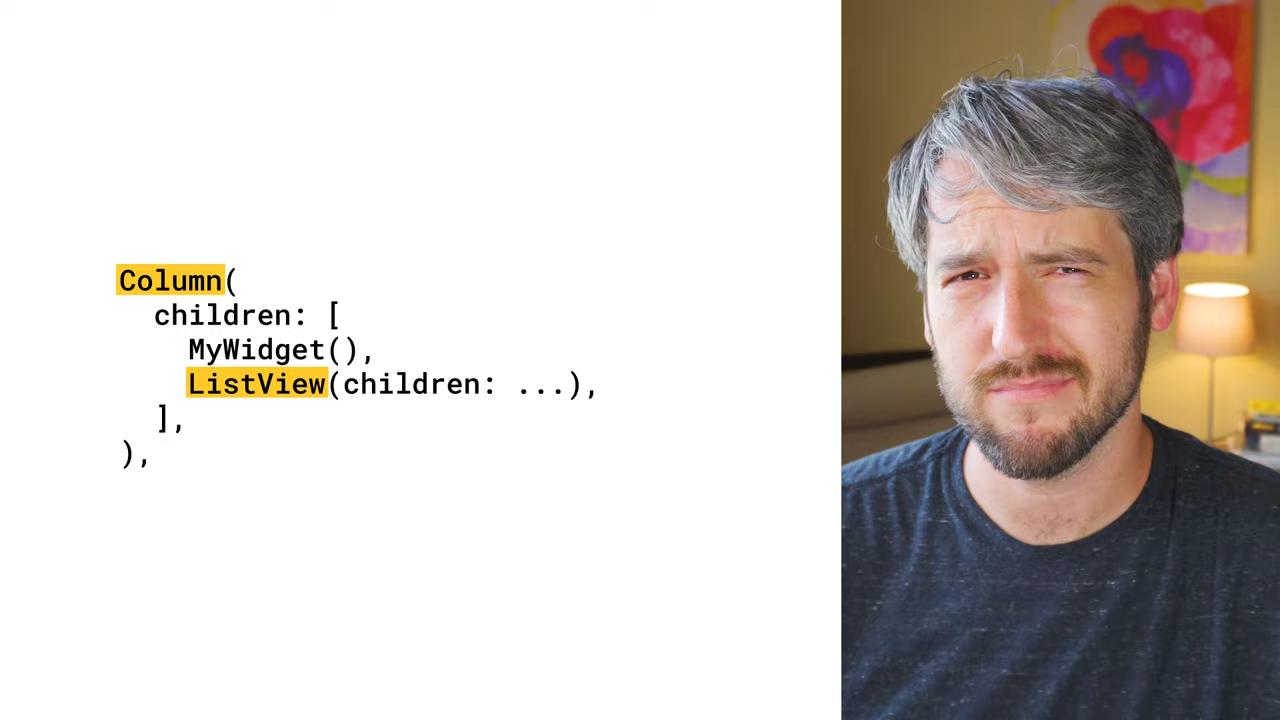 Column(
children: [
MyWidget(),
ListView(children: ...),
],
),